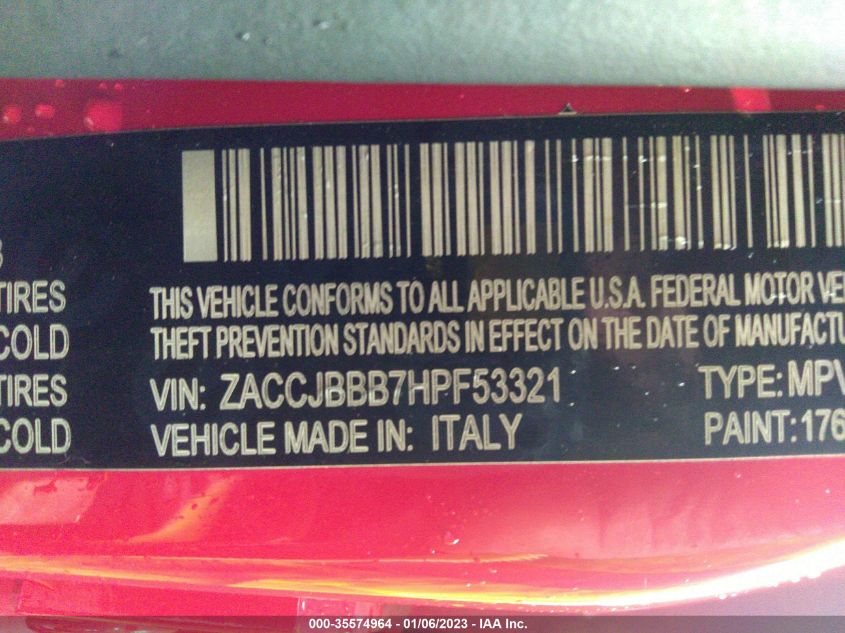 TIRES
COLD
TIRES
COLD
THIS VEHICLE CONFORMS TO ALL APPLICABLE U.S.A. FEDERAL MOTOR VE
THEFT PREVENTION STANDARDS IN EFFECT ON THE DATE OF MANUFACTU
VIN: ZACCJBBB7HPF53321 TYPE: MPV
VEHICLE MADE IN: ITALY PAINT: 176
000-35574964 - 01/06/2023 - IAA Inc.